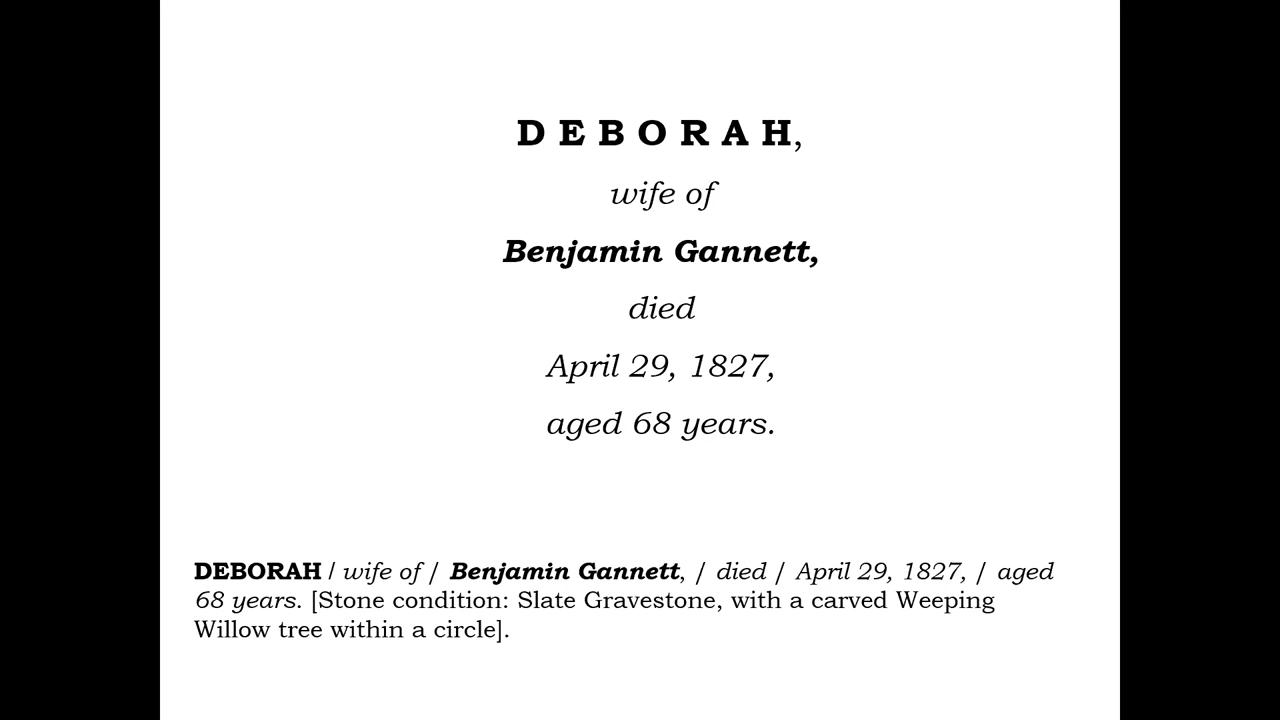 D E B O R A H,
wife of
Benjamin Gannett,
died
April 29, 1827,
aged 68 years.
DEBORAH / wife of / Benjamin Gannett, / died / April 29, 1827, / aged
68 years. [Stone condition: Slate Gravestone, with a carved Weeping
Willow tree within a circle].